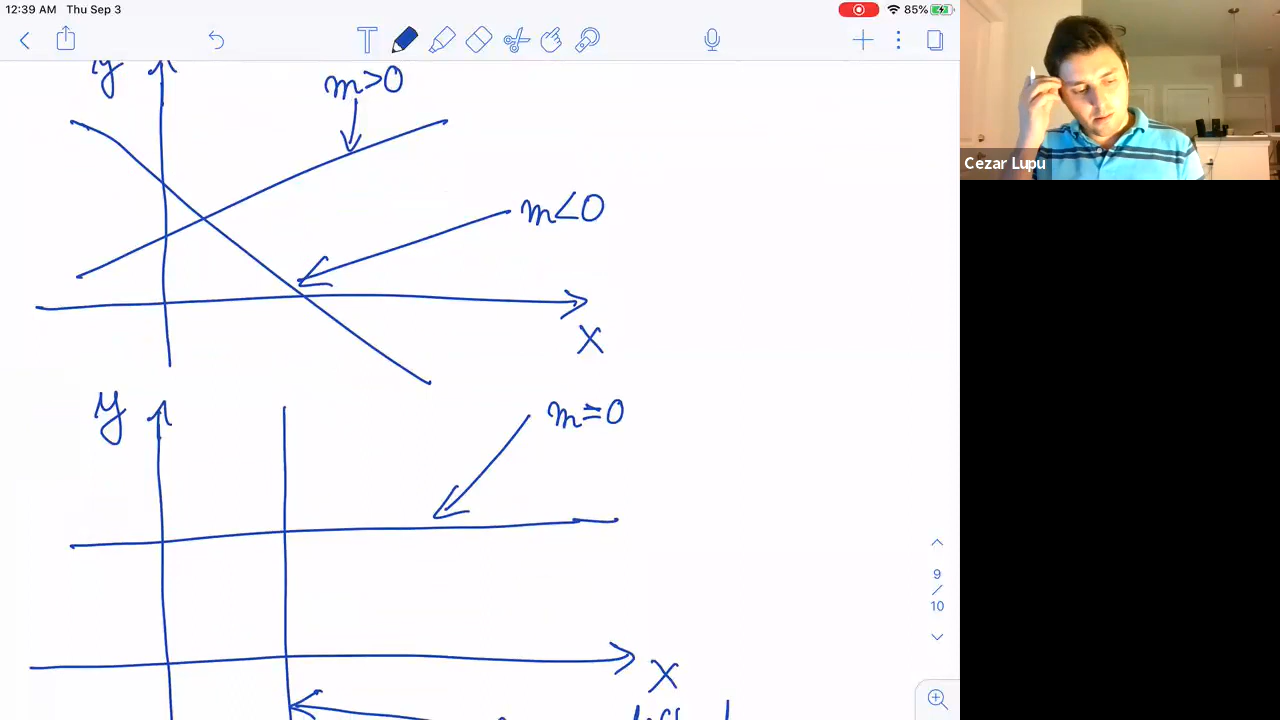 12:39 AM Thu Sep 3
85%
Cezar Lupu
y
m>0
m<0
x
y
m=0
x
9
/
10